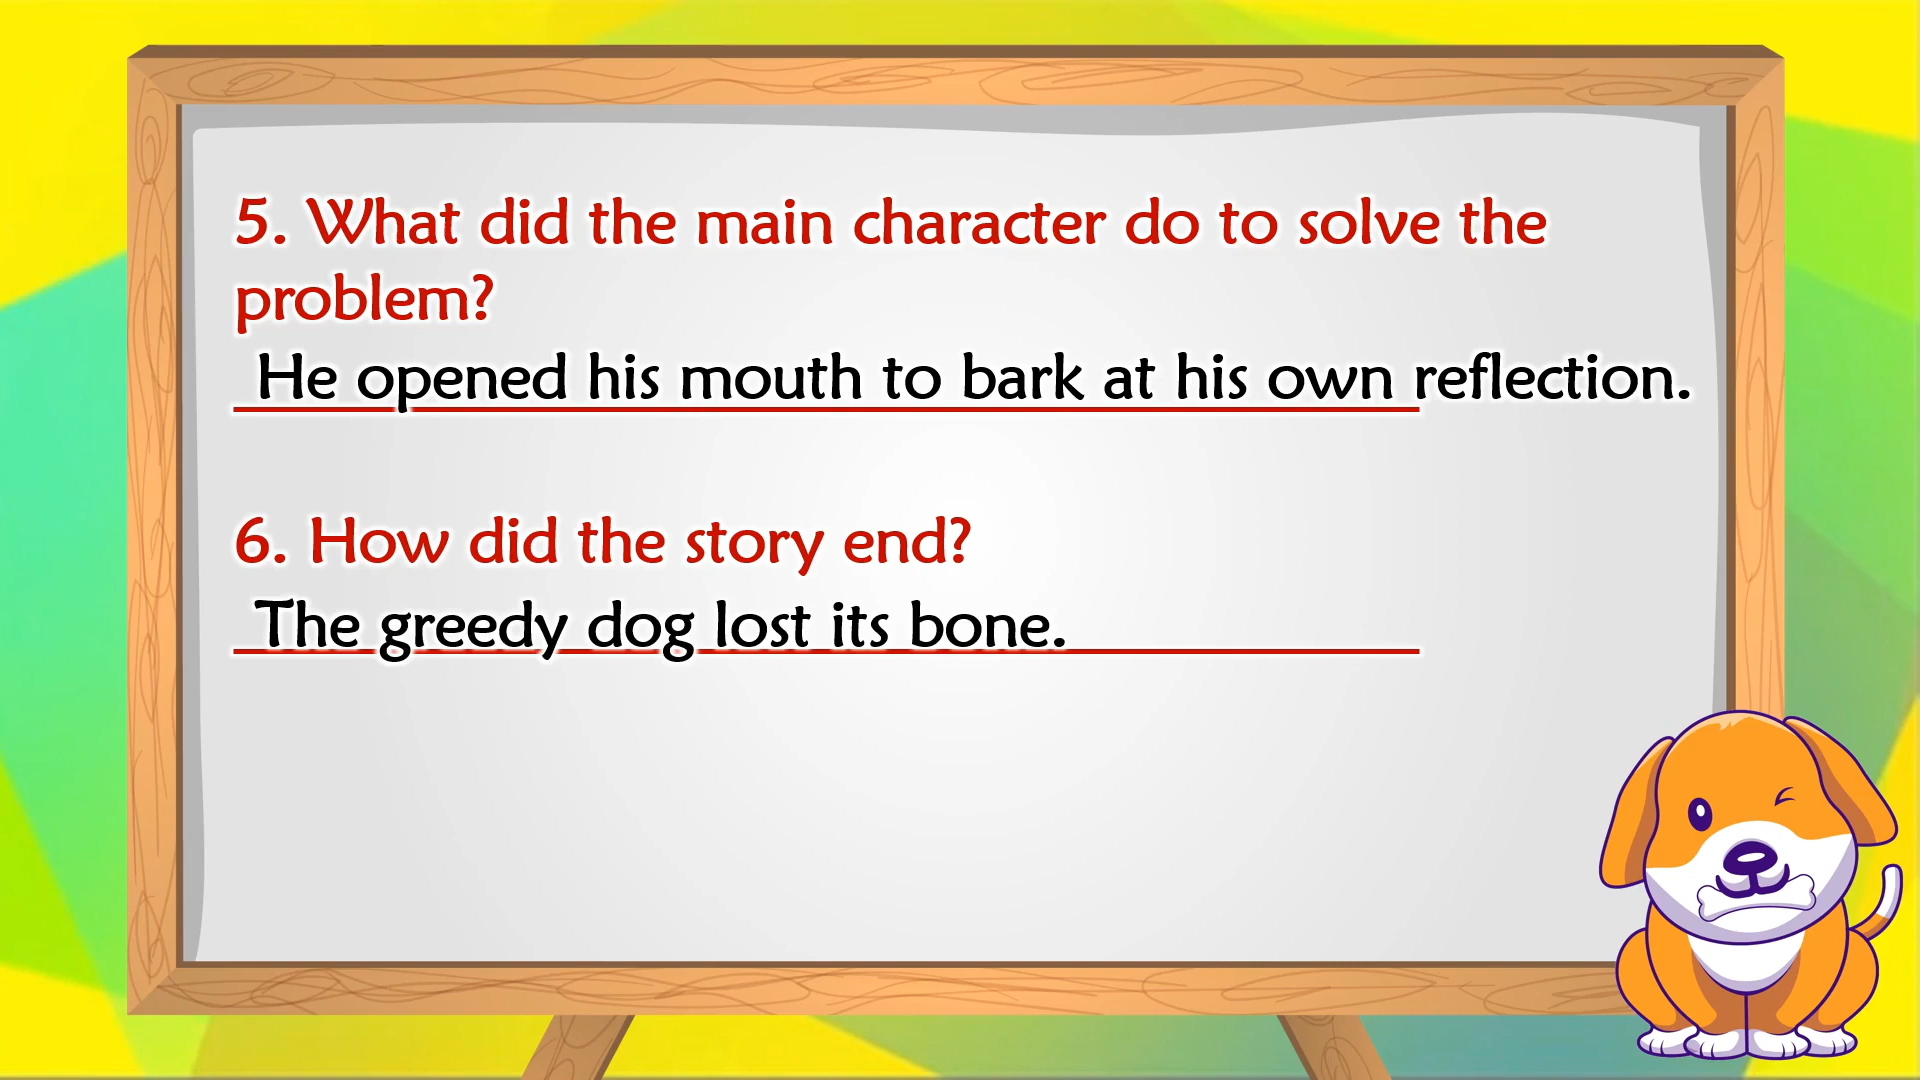 5. What did the main character do to solve the
problem?
He opened his mouth to bark at his own reflection.
6. How did the story end?
The greedy dog lost its bone.